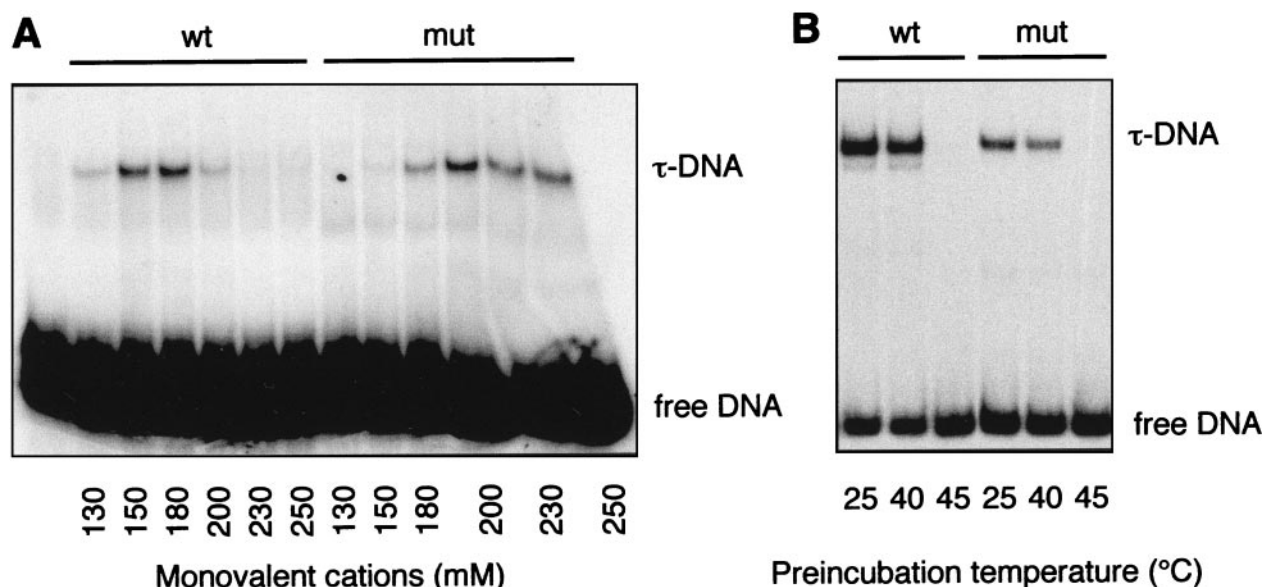 A
wt mut
τ-DNA
free DNA
130 150 180 200 230 250 130 150 180 200 230 250
Monovalent cations (mM)
B
wt mut
τ-DNA
free DNA
25 40 45 25 40 45
Preincubation temperature (°C)